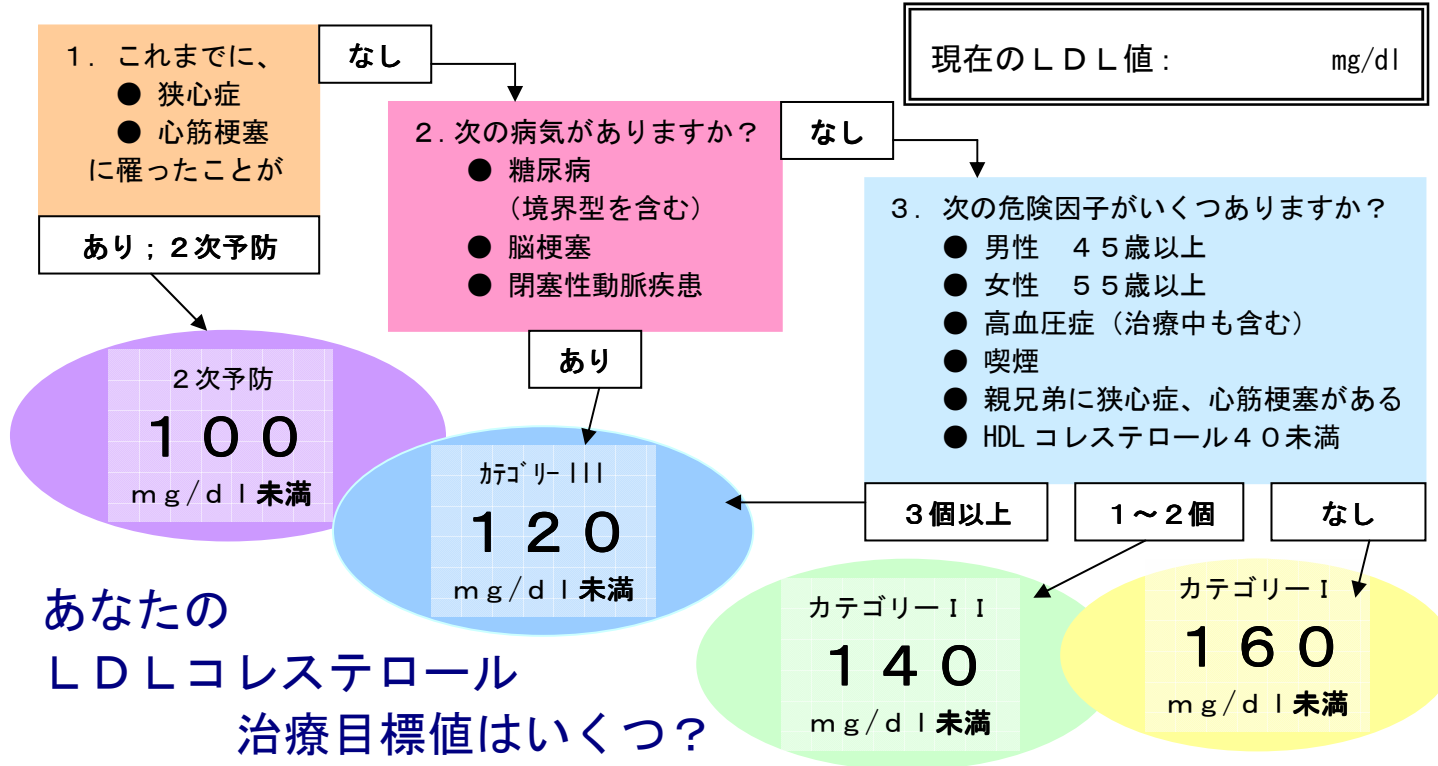 １．これまでに、
● 狭心症
● 心筋梗塞
に罹ったことが
なし
あり；２次予防
現在のＬＤＬ値： mg/dl
２.次の病気がありますか？
● 糖尿病
（境界型を含む）
● 脳梗塞
● 閉塞性動脈疾患
なし
あり
３．次の危険因子がいくつありますか？
● 男性　４５歳以上
● 女性　５５歳以上
● 高血圧症（治療中も含む）
● 喫煙
● 親兄弟に狭心症、心筋梗塞がある
● HDL コレステロール４０未満
３個以上
１～２個
なし
２次予防
１００
ｍｇ/ｄｌ未満
ｶﾃｺﾞﾘｰIII
１２０
ｍｇ/ｄｌ未満
カテゴリーＩＩ
１４０
ｍｇ/ｄｌ未満
カテゴリーＩ
１６０
ｍｇ/ｄｌ未満
あなたの
ＬＤＬコレステロール
治療目標値はいくつ？